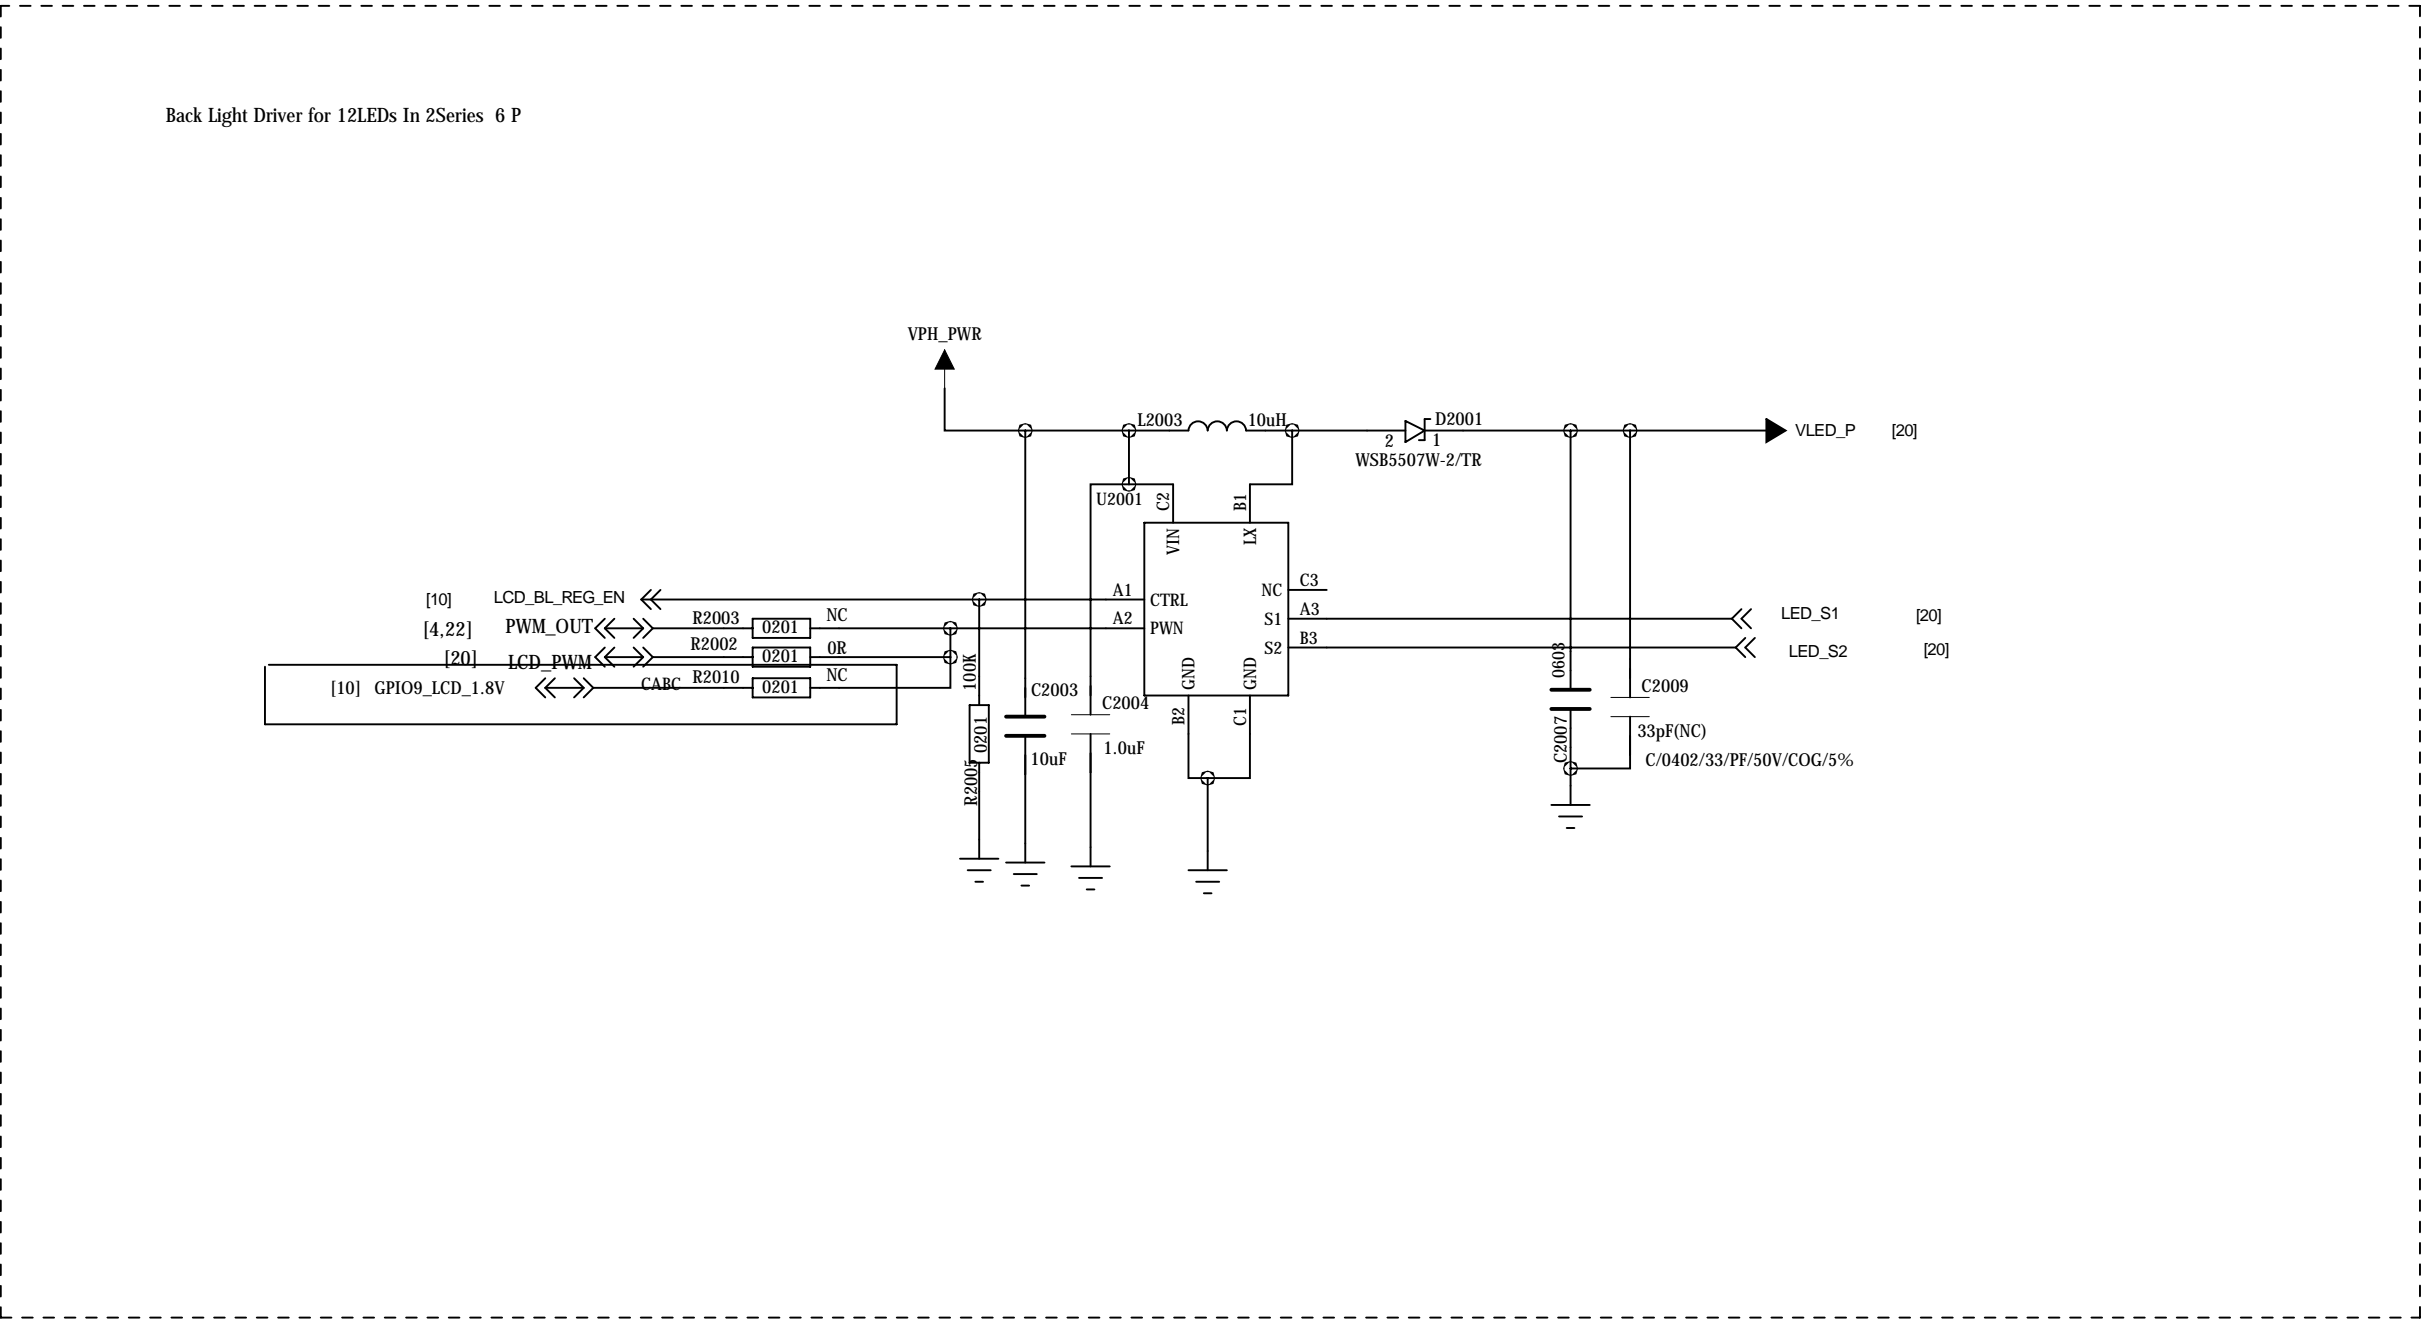 Back Light Driver for 12LEDs In 2Series 6 P
VPH_PWR
L2003 10uH
D2001
2 1
WSB5507W-2/TR
VLED_P [20]
U2001
C2
B1
VIN
LX
[10] LCD_BL_REG_EN
A1
CTRL
NC
C3
[4,22] PWM_OUT
R2003 0201 NC
A2
PWN
S1
A3
LED_S1 [20]
[20] LCD_PWM
R2002 0201 0R
S2
B3
LED_S2 [20]
[10] GPIO9_LCD_1.8V
CABC R2010 0201 NC
100K
0201
R2005
C2003
10uF
C2004
1.0uF
GND
GND
B2
C1
0603
C2007
C2009
33pF(NC)
C/0402/33/PF/50V/COG/5%